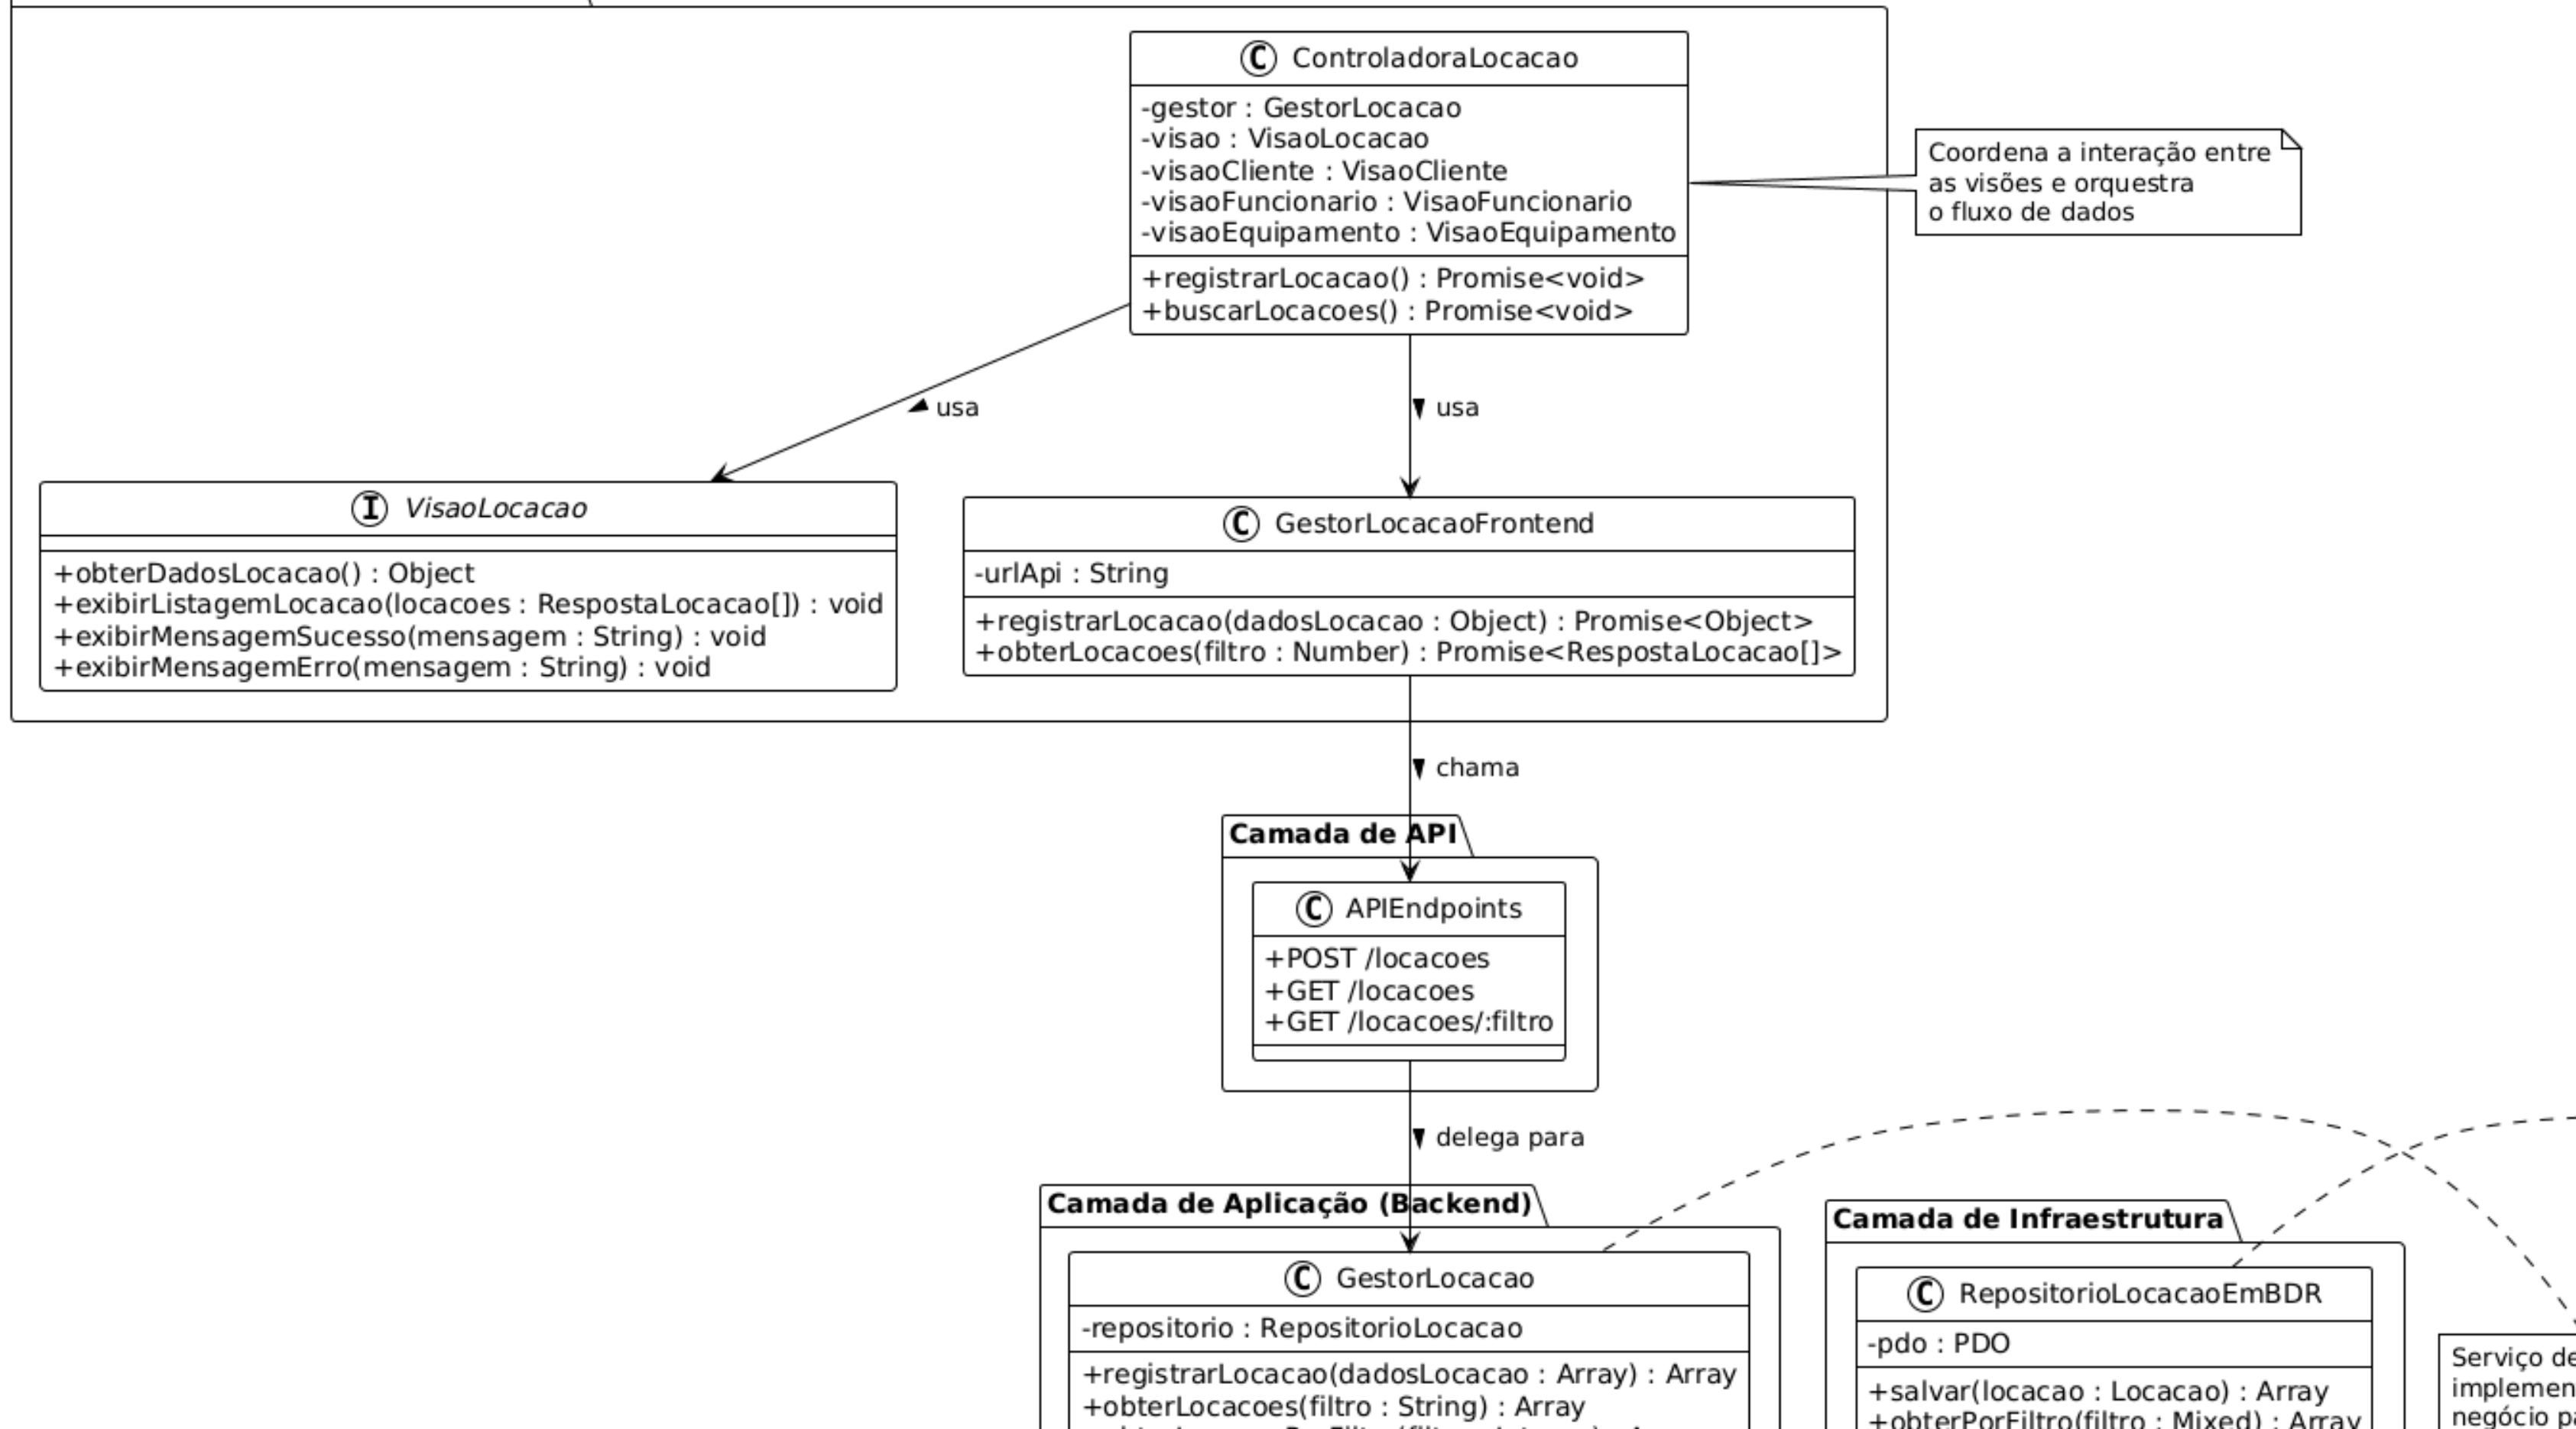 C ControladoraLocacao
-gestor : GestorLocacao
-visao : VisaoLocacao
-visaoCliente : VisaoCliente
-visaoFuncionario : VisaoFuncionario
-visaoEquipamento : VisaoEquipamento
+registrarLocacao() : Promise<void>
+buscarLocacoes() : Promise<void>
Coordena a interação entre
as visões e orquestra
o fluxo de dados
usa
usa
I VisaoLocacao
+obterDadosLocacao() : Object
+exibirListagemLocacao(locacoes : RespostaLocacao[]) : void
+exibirMensagemSucesso(mensagem : String) : void
+exibirMensagemErro(mensagem : String) : void
C GestorLocacaoFrontend
-urlApi : String
+registrarLocacao(dadosLocacao : Object) : Promise<Object>
+obterLocacoes(filtro : Number) : Promise<RespostaLocacao[]>
chama
Camada de API
C APIEndpoints
+POST /locacoes
+GET /locacoes
+GET /locacoes/:filtro
delega para
Camada de Aplicação (Backend)
C GestorLocacao
-repositorio : RepositorioLocacao
+registrarLocacao(dadosLocacao : Array) : Array
+obterLocacoes(filtro : String) : Array
Camada de Infraestrutura
C RepositorioLocacaoEmBDR
-pdo : PDO
+salvar(locacao : Locacao) : Array
+obterPorFiltro(filtro : Mixed) : Array
Serviço de
implemen
negócio pa